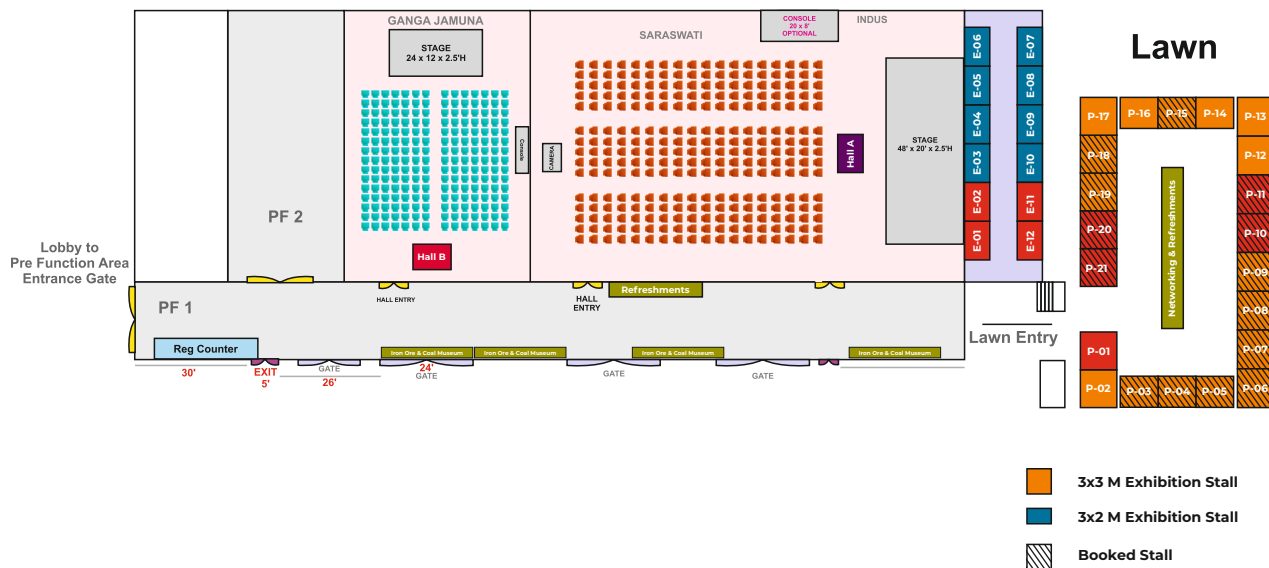 GANGA JAMUNA
STAGE
24 x 12 x 2.5'H
SARASWATI
CONSOLE
20 x 8'
OPTIONAL
INDUS
Console
CAMERA
Hall A
STAGE
48' x 20' x 2.5'H
Hall B
PF 2
Lobby to
Pre Function Area
Entrance Gate
PF 1
HALL ENTRY
HALL
ENTRY
Refreshments
Reg Counter
Iron Ore & Coal Museum
Iron Ore & Coal Museum
Iron Ore & Coal Museum
Iron Ore & Coal Museum
30'
EXIT
5'
GATE
26'
24'
GATE
GATE
GATE
E-06
E-05
E-04
E-03
E-02
E-01
E-07
E-08
E-09
E-10
E-11
E-12
Lawn Entry
Lawn
P-17
P-18
P-19
P-20
P-21
P-16
P-15
P-14
P-13
P-12
P-11
P-10
P-09
P-08
P-07
P-06
Networking & Refreshments
P-01
P-02
P-03
P-04
P-05
3x3 M Exhibition Stall
3x2 M Exhibition Stall
Booked Stall